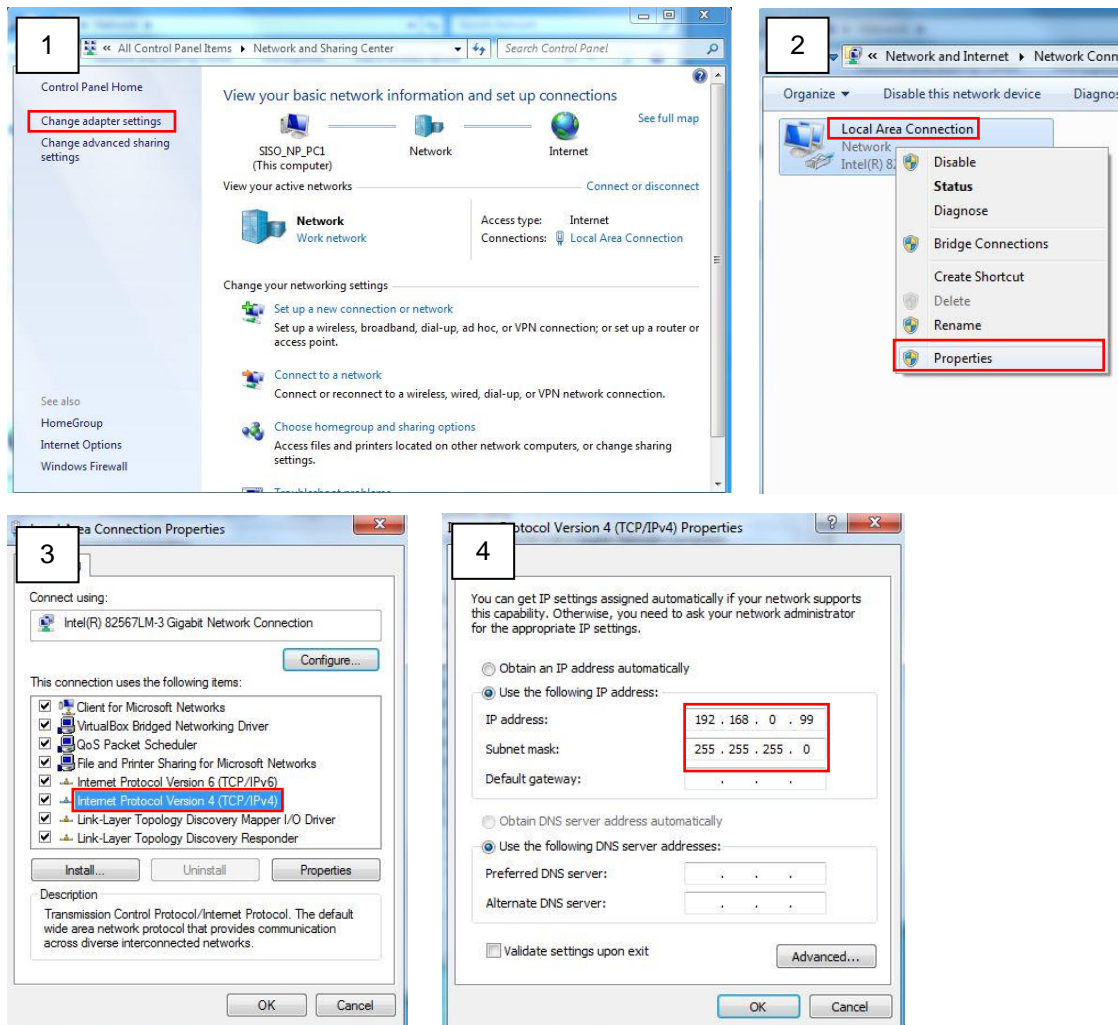 1
« All Control Panel Items ▸ Network and Sharing Center
Search Control Panel
Control Panel Home
Change adapter settings
Change advanced sharing
settings
See also
HomeGroup
Internet Options
Windows Firewall
View your basic network information and set up connections
See full map
SISO_NP_PC1
(This computer)
Network
Internet
View your active networks
Connect or disconnect
Network
Work network
Access type: Internet
Connections: Local Area Connection
Change your networking settings
Set up a new connection or network
Set up a wireless, broadband, dial-up, ad hoc, or VPN connection; or set up a router or
access point.
Connect to a network
Connect or reconnect to a wireless, wired, dial-up, or VPN network connection.
Choose homegroup and sharing options
Access files and printers located on other network computers, or change sharing
settings.
2
« Network and Internet ▸ Network Conn
Organize Disable this network device Diagnos
Local Area Connection
Network
Intel(R) 8
Disable
Status
Diagnose
Bridge Connections
Create Shortcut
Delete
Rename
Properties
3
Area Connection Properties
Connect using:
Intel(R) 82567LM-3 Gigabit Network Connection
Configure...
This connection uses the following items:
Client for Microsoft Networks
VirtualBox Bridged Networking Driver
QoS Packet Scheduler
File and Printer Sharing for Microsoft Networks
Internet Protocol Version 6 (TCP/IPv6)
Internet Protocol Version 4 (TCP/IPv4)
Link-Layer Topology Discovery Mapper I/O Driver
Link-Layer Topology Discovery Responder
Install... Uninstall Properties
Description
Transmission Control Protocol/Internet Protocol. The default
wide area network protocol that provides communication
across diverse interconnected networks.
OK Cancel
4
Protocol Version 4 (TCP/IPv4) Properties
You can get IP settings assigned automatically if your network supports
this capability. Otherwise, you need to ask your network administrator
for the appropriate IP settings.
Obtain an IP address automatically
Use the following IP address:
IP address: 192 . 168 . 0 . 99
Subnet mask: 255 . 255 . 255 . 0
Default gateway: . . .
Obtain DNS server address automatically
Use the following DNS server addresses:
Preferred DNS server: . . .
Alternate DNS server: . . .
Validate settings upon exit
Advanced...
OK Cancel